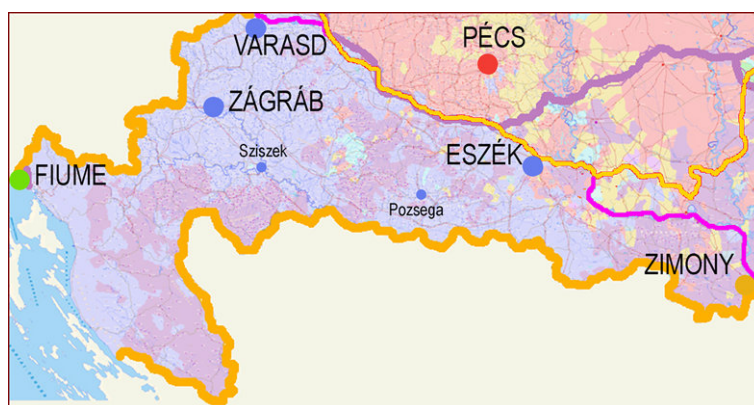 VARASD
PÉCS
ZÁGRÁB
Sziszek
ESZÉK
FIUME
Pozsega
ZIMONY